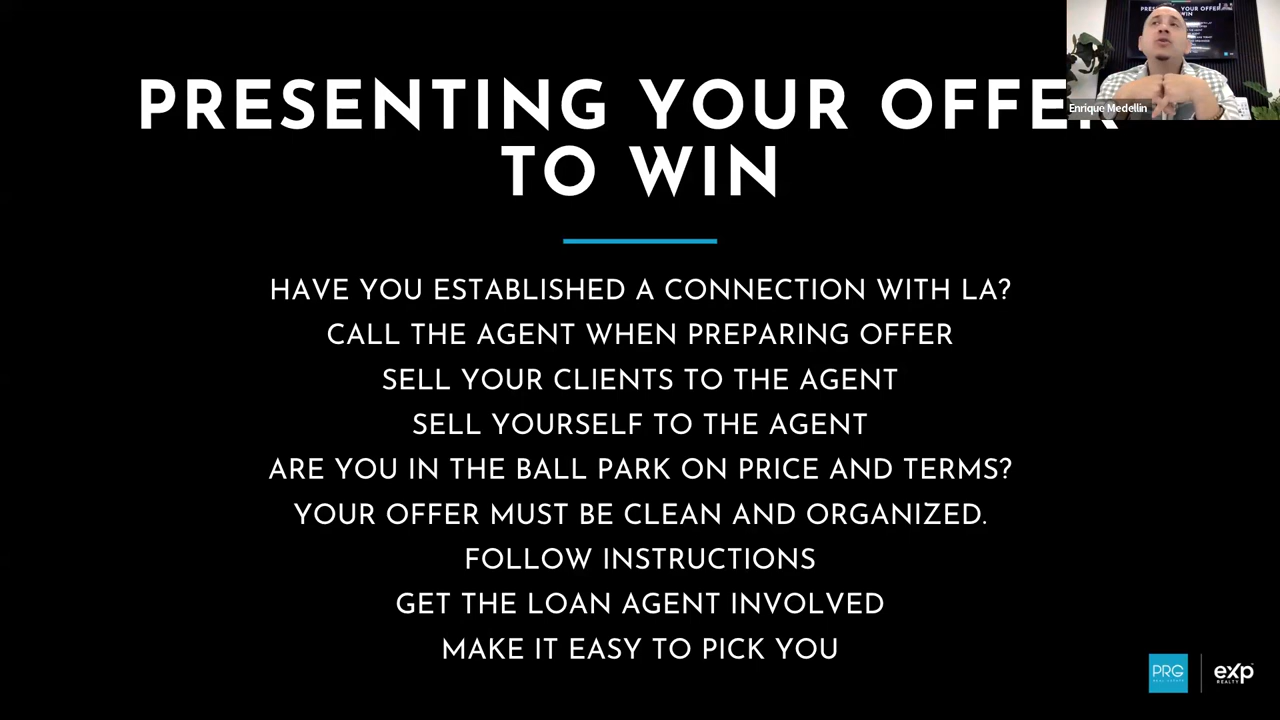 PRESENTING YOUR OFFER
TO WIN
HAVE YOU ESTABLISHED A CONNECTION WITH LA?
CALL THE AGENT WHEN PREPARING OFFER
SELL YOUR CLIENTS TO THE AGENT
SELL YOURSELF TO THE AGENT
ARE YOU IN THE BALL PARK ON PRICE AND TERMS?
YOUR OFFER MUST BE CLEAN AND ORGANIZED.
FOLLOW INSTRUCTIONS
GET THE LOAN AGENT INVOLVED
MAKE IT EASY TO PICK YOU
Enrique Medellin
PRG
REAL ESTATE
eXp
REALTY